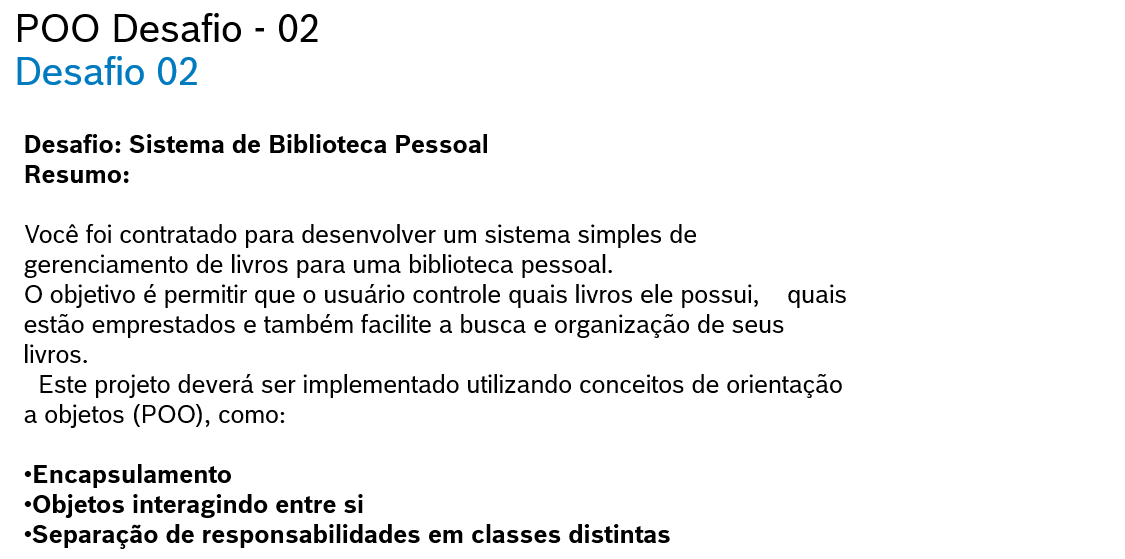 POO Desafio - 02
Desafio 02
Desafio: Sistema de Biblioteca Pessoal
Resumo:
Você foi contratado para desenvolver um sistema simples de
gerenciamento de livros para uma biblioteca pessoal.
O objetivo é permitir que o usuário controle quais livros ele possui, quais
estão emprestados e também facilite a busca e organização de seus
livros.
Este projeto deverá ser implementado utilizando conceitos de orientação
a objetos (POO), como:
•Encapsulamento
•Objetos interagindo entre si
•Separação de responsabilidades em classes distintas